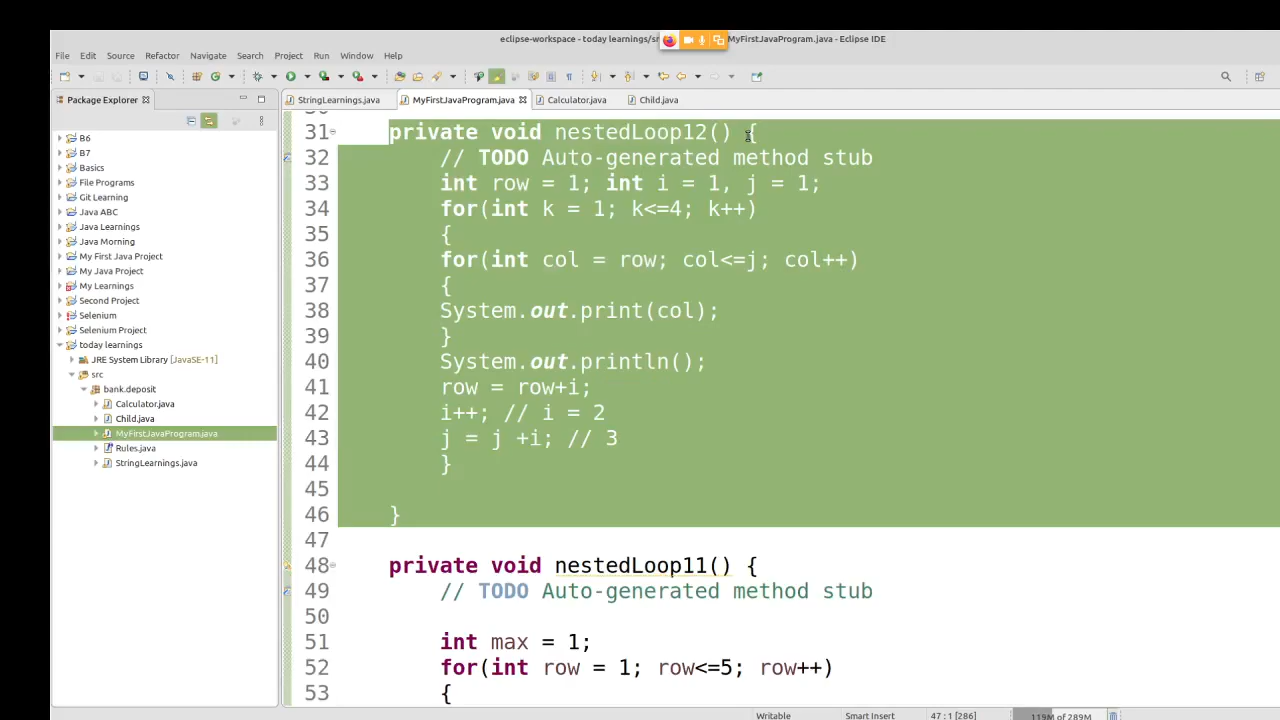 eclipse-workspace - today learnings/sr MyFirstJavaProgram.java - Eclipse IDE
File Edit Source Refactor Navigate Search Project Run Window Help
Package Explorer
StringLearnings.java MyFirstJavaProgram.java Calculator.java Child.java
B6
B7
Basics
File Programs
Git Learning
Java ABC
Java Learnings
Java Morning
My First Java Project
My Java Project
My Learnings
Second Project
Selenium
Selenium Project
today learnings
JRE System Library [JavaSE-11]
src
bank.deposit
Calculator.java
Child.java
MyFirstJavaProgram.java
Rules.java
StringLearnings.java
31 private void nestedLoop12() {
32 // TODO Auto-generated method stub
33 int row = 1; int i = 1, j = 1;
34 for(int k = 1; k<=4; k++)
35 {
36 for(int col = row; col<=j; col++)
37 {
38 System.out.print(col);
39 }
40 System.out.println();
41 row = row+i;
42 i++; // i = 2
43 j = j +i; // 3
44 }
45
46 }
47
48 private void nestedLoop11() {
49 // TODO Auto-generated method stub
50
51 int max = 1;
52 for(int row = 1; row<=5; row++)
53 {
Writable Smart Insert 47 : 1 [286] 119M of 289M